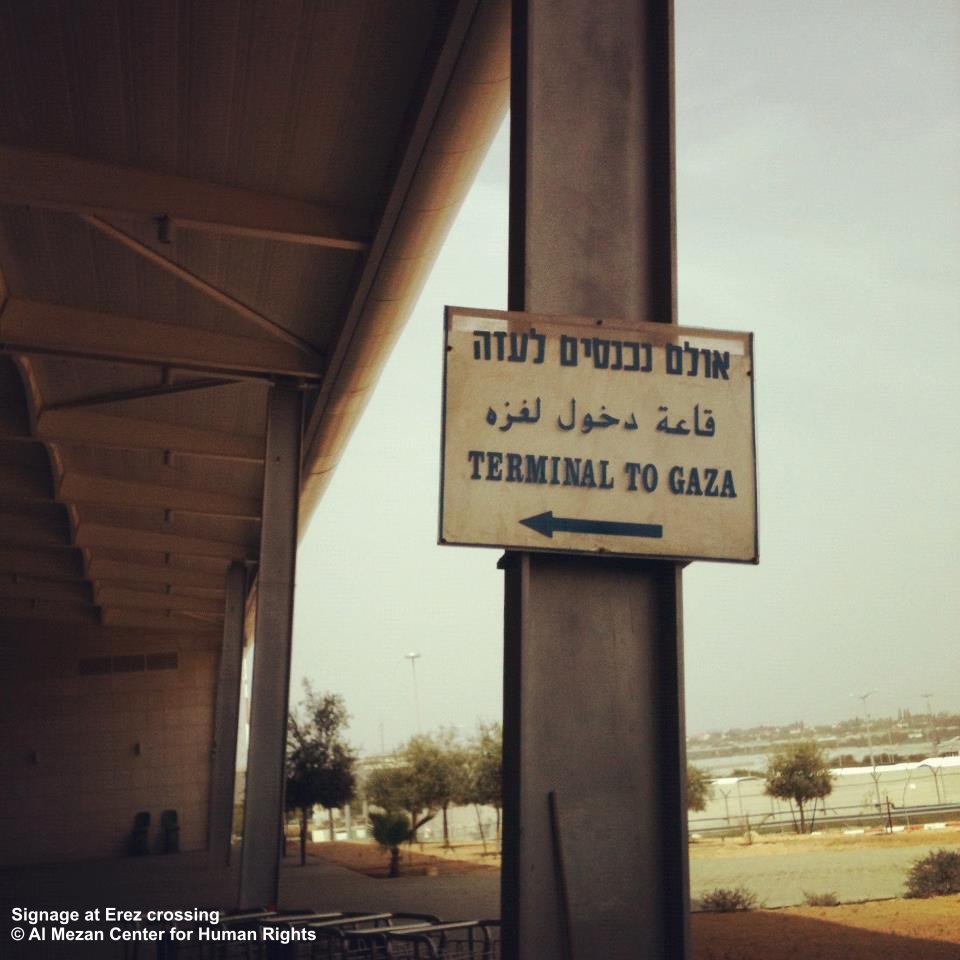 אולם נכנסים לעזה
قاعة دخول لغزه
TERMINAL TO GAZA
Signage at Erez crossing
© Al Mezan Center for Human Rights